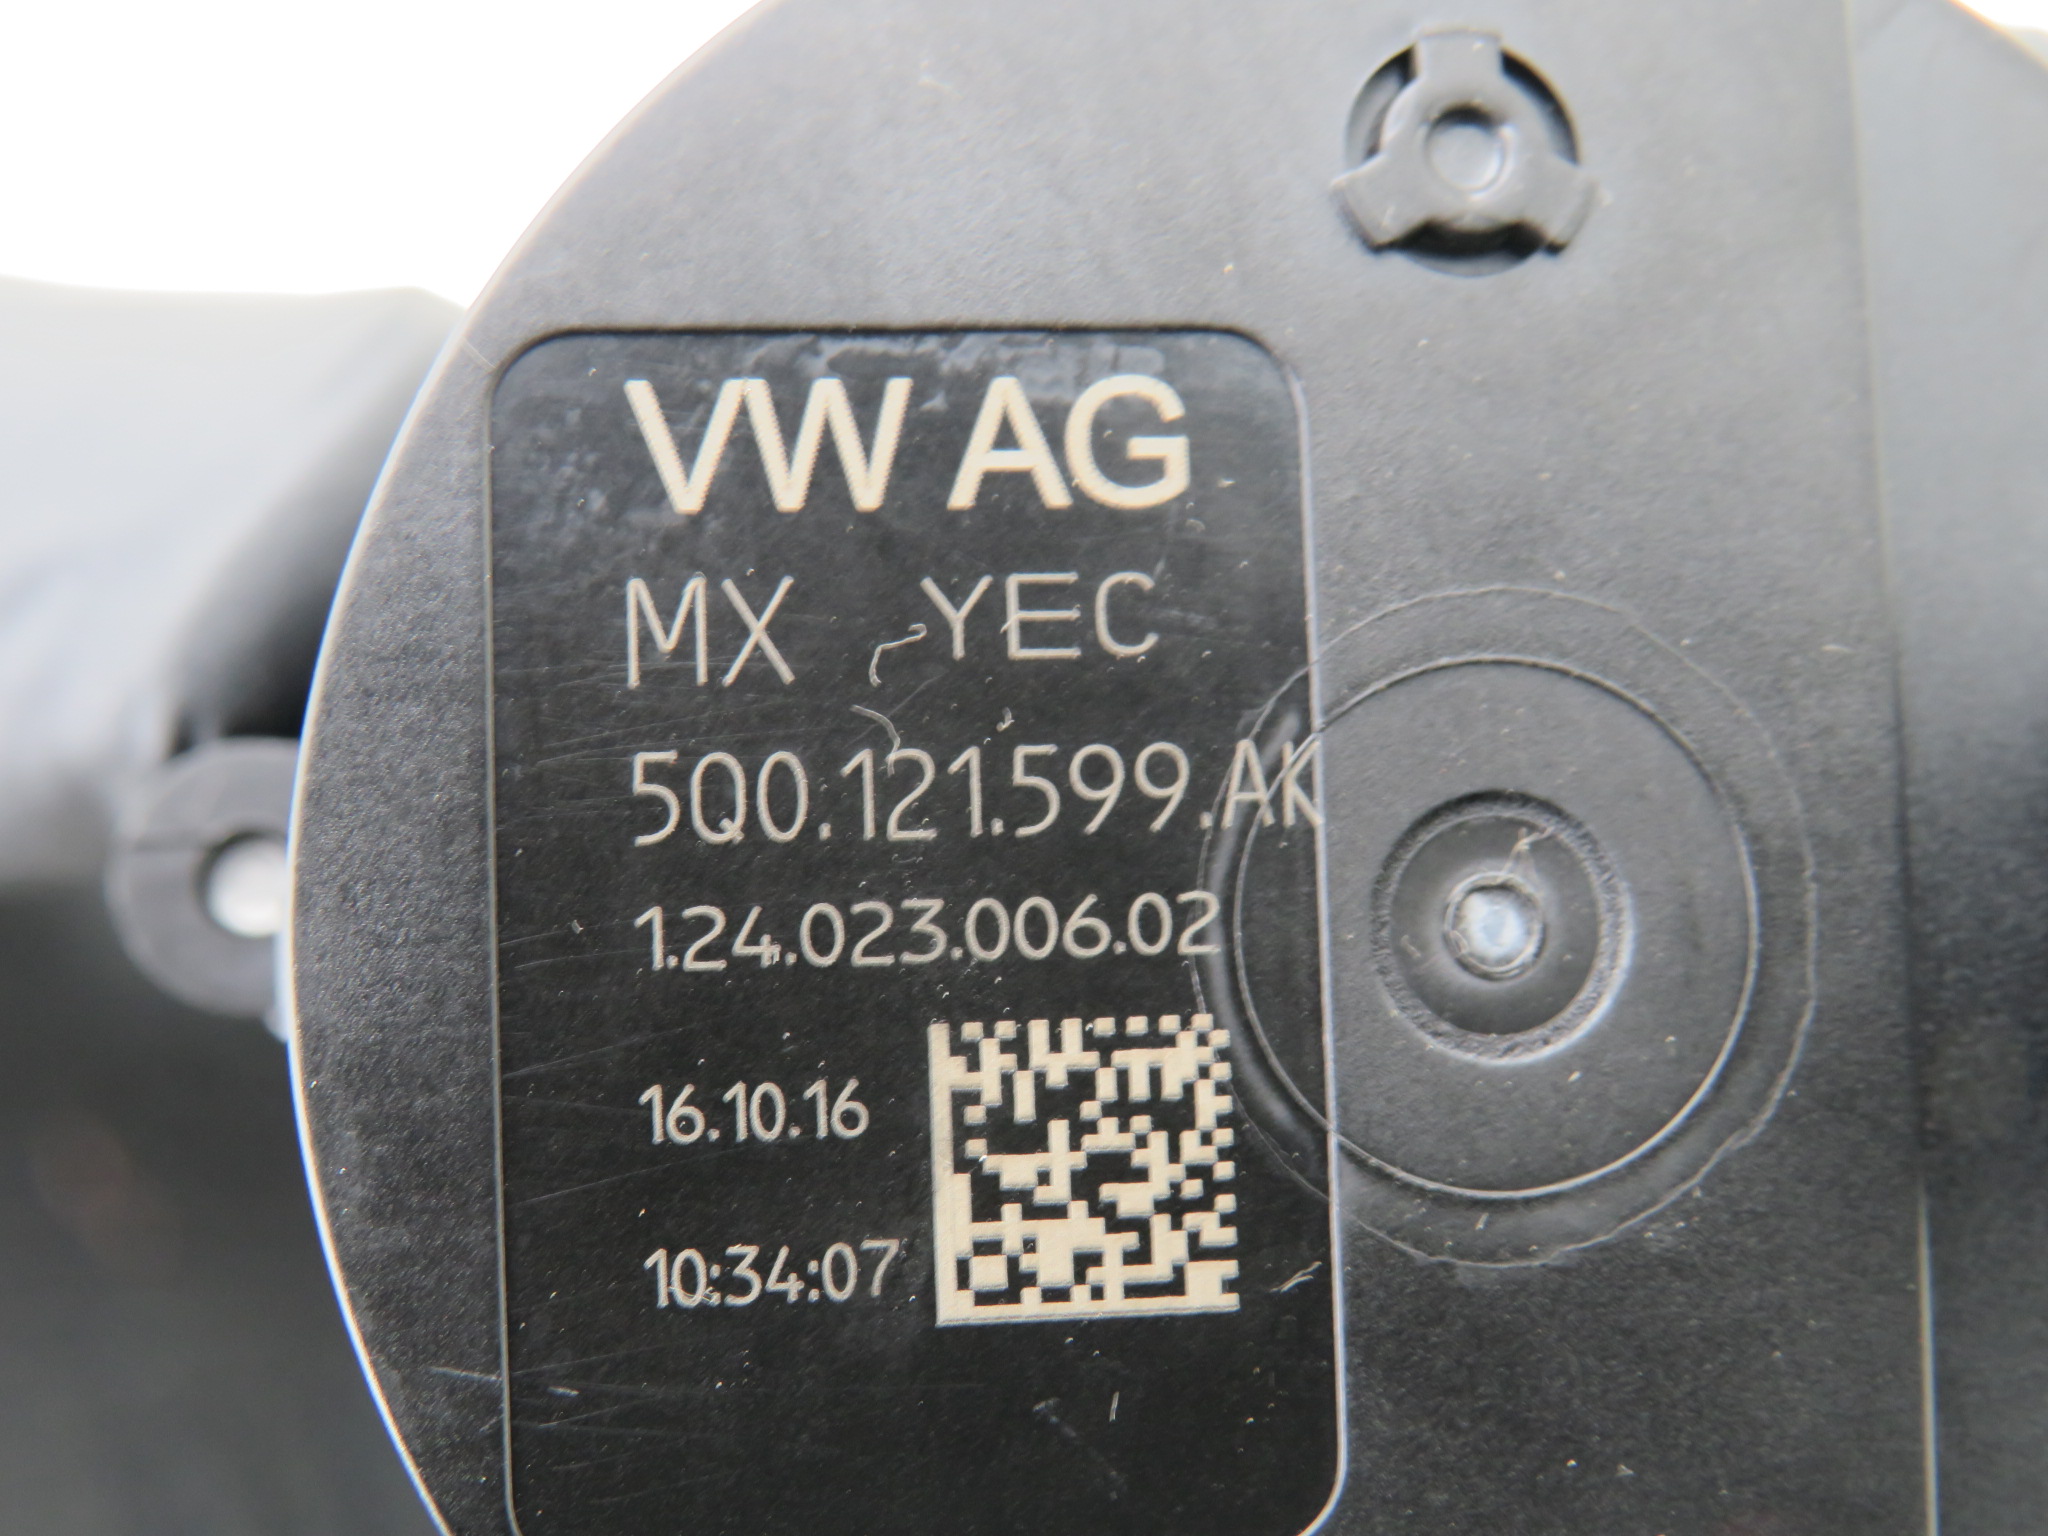 VW AG
MX YEC
5Q0.121.599.AK
1.24.023.006.02
16.10.16
10:34:07